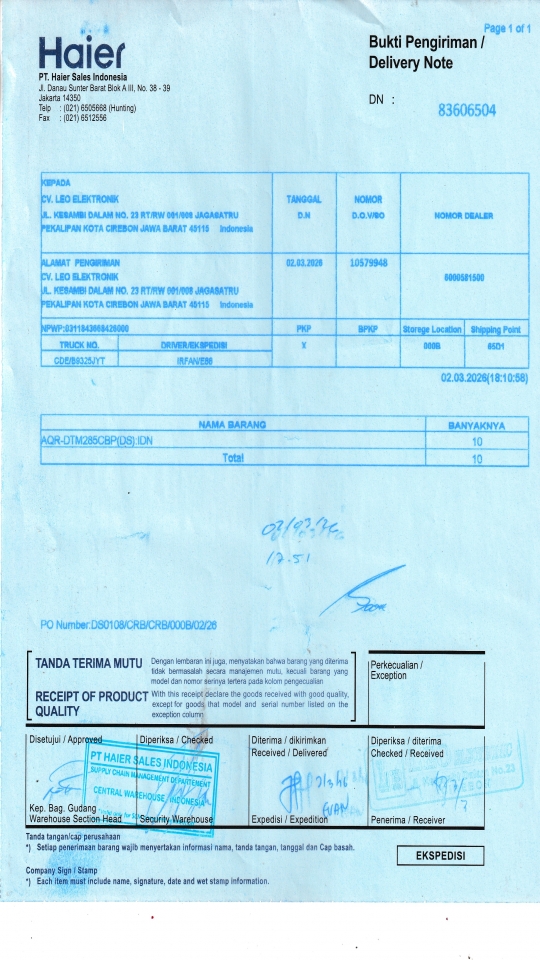 Page 1 of 1
Haier
Bukti Pengiriman /
Delivery Note
PT. Haier Sales Indonesia
Jl. Danau Sunter Barat Blok A III, No. 38 - 39
Jakarta 14350
Telp : (021) 6505668 (Hunting)
Fax : (021) 6512556
DN : 83606504
KEPADA
CV. LEO ELEKTRONIK
JL. KESAMBI DALAM NO. 23 RT/RW 001/008 JAGASATRU
PEKALIPAN KOTA CIREBON JAWA BARAT 45115 Indonesia
TANGGAL
D.N
NOMOR
D.O.V/SO
NOMOR DEALER
ALAMAT PENGIRIMAN
CV. LEO ELEKTRONIK
JL. KESAMBI DALAM NO. 23 RT/RW 001/008 JAGASATRU
PEKALIPAN KOTA CIREBON JAWA BARAT 45115 Indonesia
02.03.2026
10579948
PKP
BPKP
Storege Location
Shipping Point
TRUCK NO.
DRIVER/EKSPEDISI
X
000B
IRFAN/E86
NAMA BARANG
BANYAKNYA
AQR-DTM285CBP(DS):IDN
10
Total
10
12.51
PO Number:DS0108/CRB/CRB/000B/02/26
TANDA TERIMA MUTU
Dengan lembaran ini juga, menyatakan bahwa barang yang diterima
tidak bermasalah secara manajemen mutu, kecuali barang yang
model dan nomor serinya tertera pada kolom pengecualian
RECEIPT OF PRODUCT
QUALITY
With this receipt declare the goods received with good quality,
except for goods that model and serial number listed on the
exception column
Perkecualian /
Exception
Disetujui / Approved
Diperiksa / Checked
Diterima / dikirimkan
Received / Delivered
Diperiksa / diterima
Checked / Received
PT HAIER SALES INDONESIA
SUPPLY CHAIN MANAGEMENT DEPARTEMENT
CENTRAL WAREHOUSE INDONESIA
Kep. Bag. Gudang
Warehouse Section Head
Security Warehouse
Expedisi / Expedition
Penerima / Receiver
Tanda tangan/cap perusahaan
*) Setiap penerimaan barang wajib menyertakan informasi nama, tanda tangan, tanggal dan Cap basah.
EKSPEDISI
Company Sign / Stamp
*) Each item must include name, signature, date and wet stamp information.